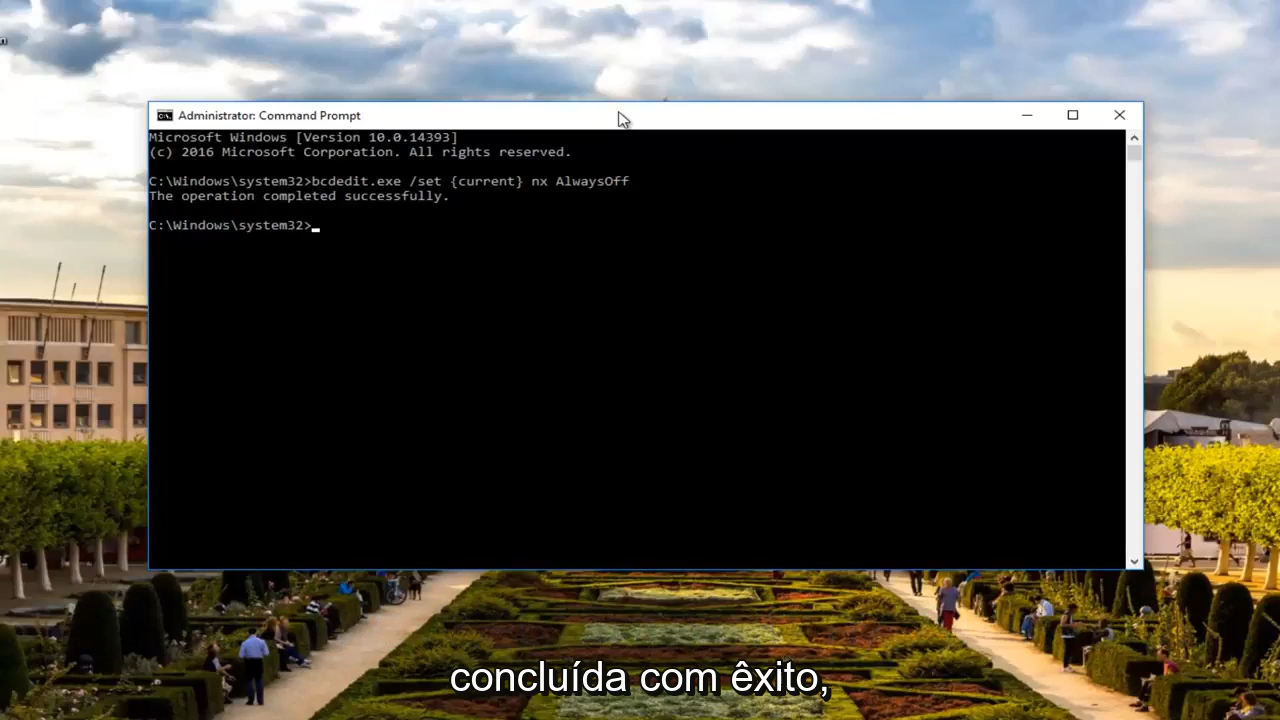 Administrator: Command Prompt
Microsoft Windows [Version 10.0.14393]
(c) 2016 Microsoft Corporation. All rights reserved.
C:\Windows\system32>bcdedit.exe /set {current} nx AlwaysOff
The operation completed successfully.
C:\Windows\system32>
concluída com êxito,